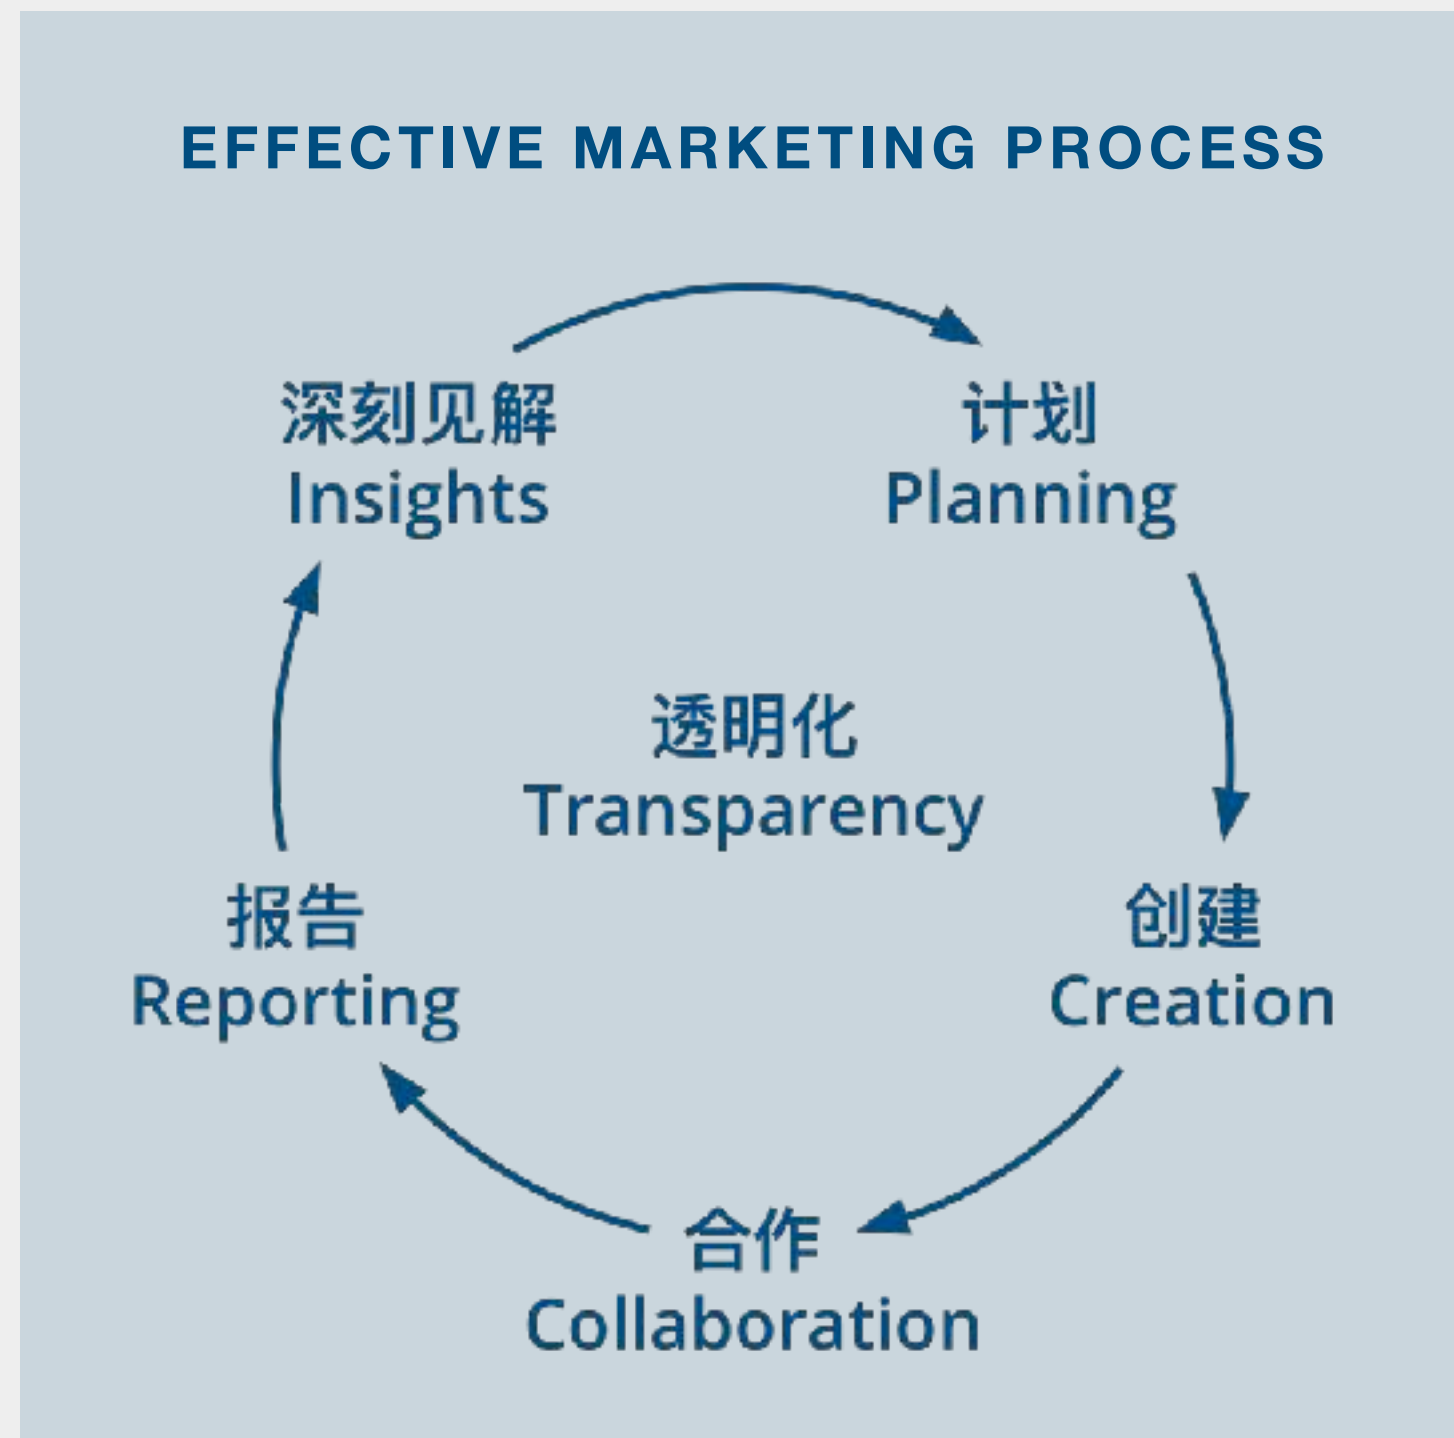 EFFECTIVE MARKETING PROCESS
深刻见解
Insights
计划
Planning
透明化
Transparency
报告
Reporting
创建
Creation
合作
Collaboration